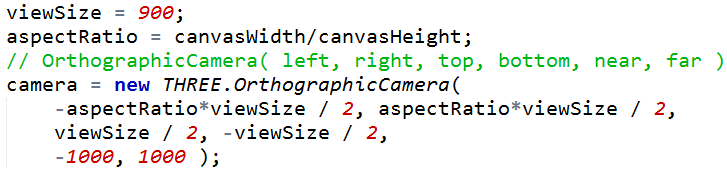 viewSize = 900;
aspectRatio = canvasWidth/canvasHeight;
// OrthographicCamera( left, right, top, bottom, near, far )
camera = new THREE.OrthographicCamera(
-aspectRatio*viewSize / 2, aspectRatio*viewSize / 2,
viewSize / 2, -viewSize / 2,
-1000, 1000 );